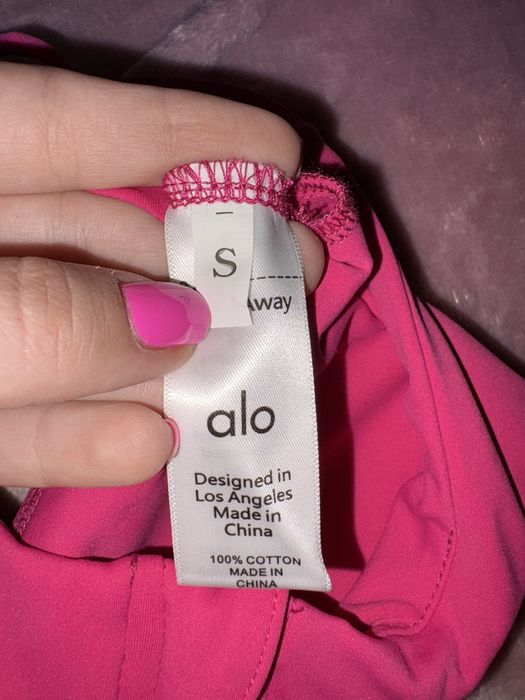 S
Away
alo
Designed in
Los Angeles
Made in
China
100% COTTON
MADE IN
CHINA